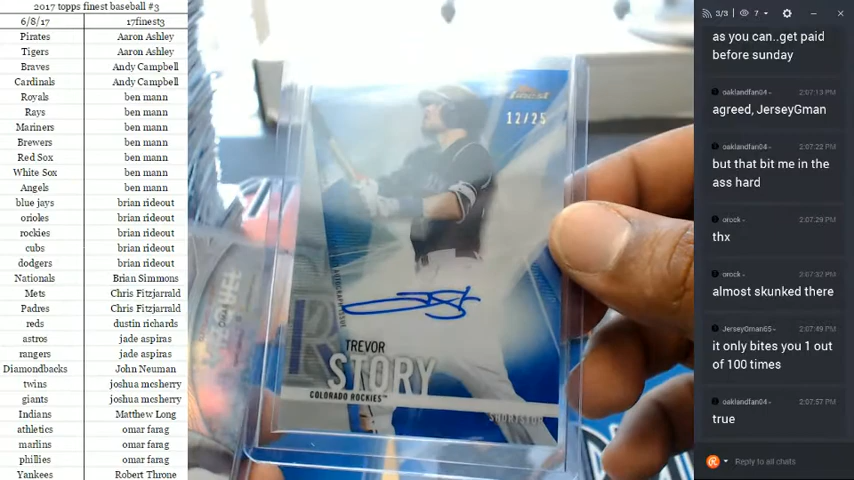 2017 topps finest baseball #3
6/8/17 17finest3
Pirates Aaron Ashley
Tigers Aaron Ashley
Braves Andy Campbell
Cardinals Andy Campbell
Royals ben mann
Rays ben mann
Mariners ben mann
Brewers ben mann
Red Sox ben mann
White Sox ben mann
Angels ben mann
blue jays brian rideout
orioles brian rideout
rockies brian rideout
cubs brian rideout
dodgers brian rideout
Nationals Brian Simmons
Mets Chris Fitzjarrald
Padres Chris Fitzjarrald
reds dustin richards
astros jade aspiras
rangers jade aspiras
Diamondbacks John Neuman
twins joshua mcsherry
giants joshua mcsherry
Indians Matthew Long
athletics omar farag
marlins omar farag
phillies omar farag
Yankees Robert Throne
finest
12/25
R
TREVOR
STORY
COLORADO ROCKIES™
SHORTSTOP
3/3 7
as you can..get paid
before sunday
oaklandfan04 2:07:13 PM
agreed, JerseyGman
oaklandfan04 2:07:22 PM
but that bit me in the
ass hard
orock 2:07:29 PM
thx
orock 2:07:32 PM
almost skunked there
JerseyGman65 2:07:49 PM
it only bites you 1 out
of 100 times
oaklandfan04 2:07:57 PM
true
Reply to all chats